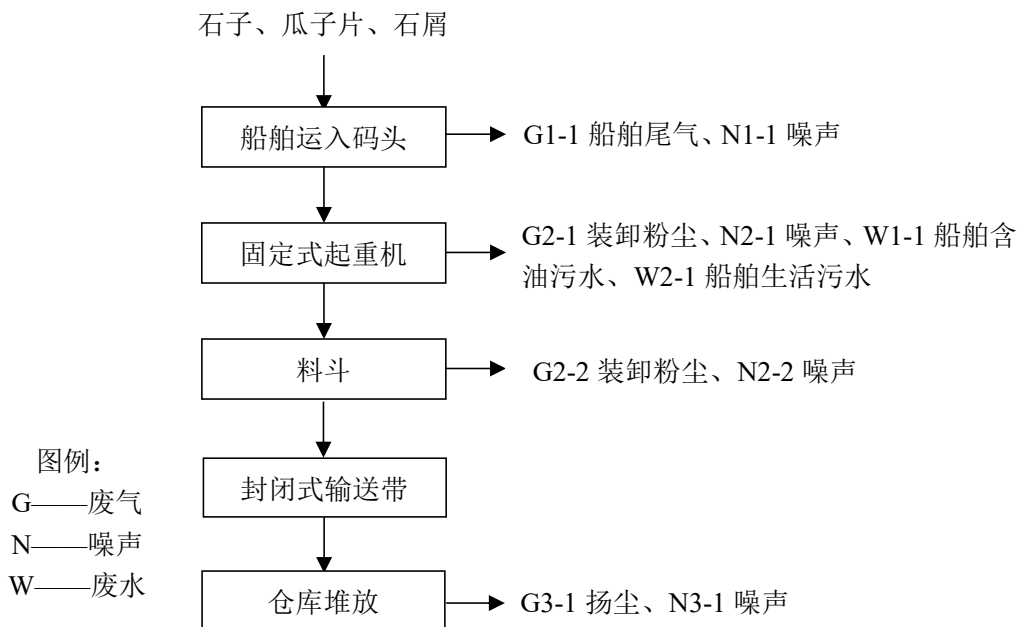 石子、瓜子片、石屑
船舶运入码头
G1-1 船舶尾气、N1-1 噪声
固定式起重机
G2-1 装卸粉尘、N2-1 噪声、W1-1 船舶含
油污水、W2-1 船舶生活污水
料斗
G2-2 装卸粉尘、N2-2 噪声
图例：
G——废气
N——噪声
W——废水
封闭式输送带
仓库堆放
G3-1 扬尘、N3-1 噪声